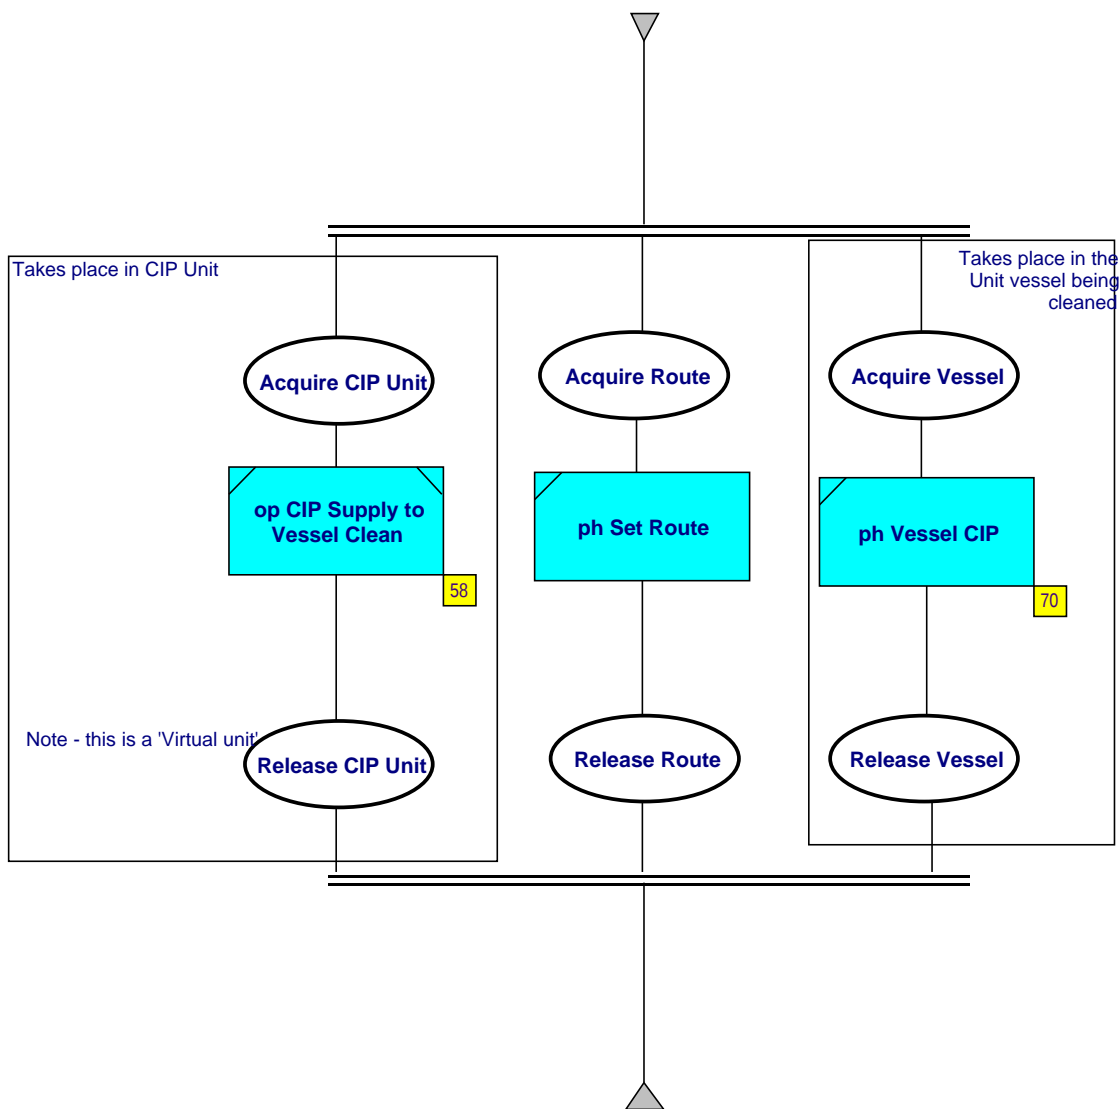 Takes place in CIP Unit
Takes place in the
Unit vessel being
cleaned
Acquire CIP Unit
Acquire Route
Acquire Vessel
op CIP Supply to
Vessel Clean
ph Set Route
ph Vessel CIP
58
70
Note - this is a 'Virtual unit'
Release CIP Unit
Release Route
Release Vessel